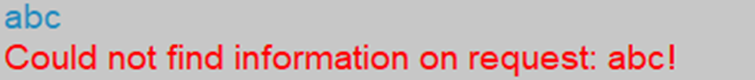 abc
Could not find information on request: abc!